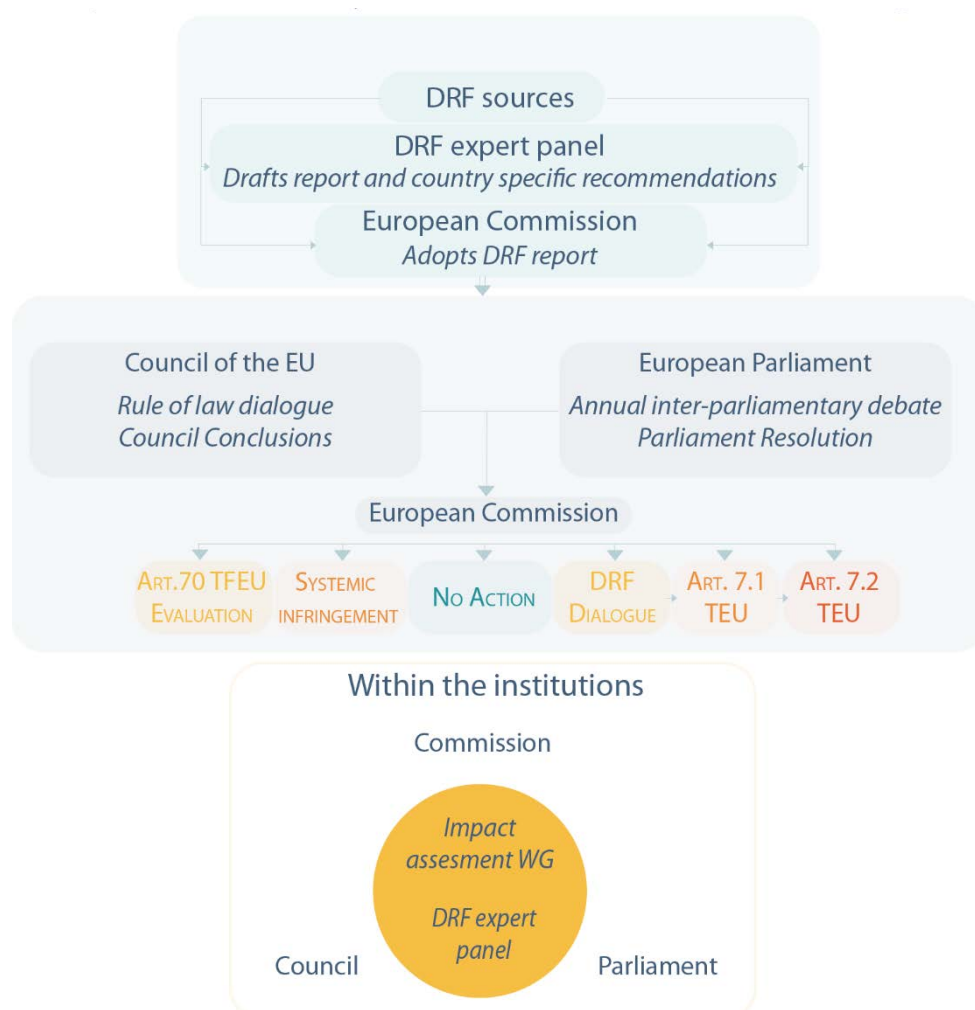 DRF sources
DRF expert panel
Drafts report and country specific recommendations
European Commission
Adopts DRF report
Council of the EU
Rule of law dialogue
Council Conclusions
European Parliament
Annual inter-parliamentary debate
Parliament Resolution
European Commission
ART.70 TFEU
EVALUATION
SYSTEMIC
INFRINGEMENT
NO ACTION
DRF
DIALOGUE
ART. 7.1
TEU
ART. 7.2
TEU
Within the institutions
Commission
Impact
assesment WG
DRF expert
panel
Council
Parliament